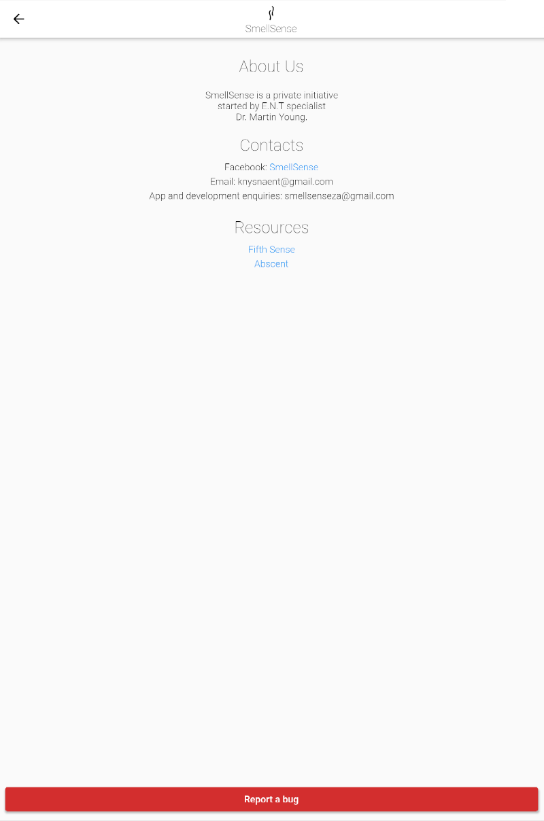 SmellSense
About Us
SmellSense is a private initiative
started by E.N.T specialist
Dr. Martin Young.
Contacts
Facebook: SmellSense
Email: knysnaent@gmail.com
App and development enquiries: smellsenseza@gmail.com
Resources
Fifth Sense
Abscent
Report a bug